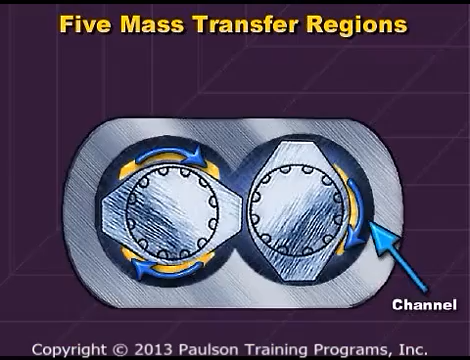 Five Mass Transfer Regions
Channel
Copyright © 2013 Paulson Training Programs, Inc.